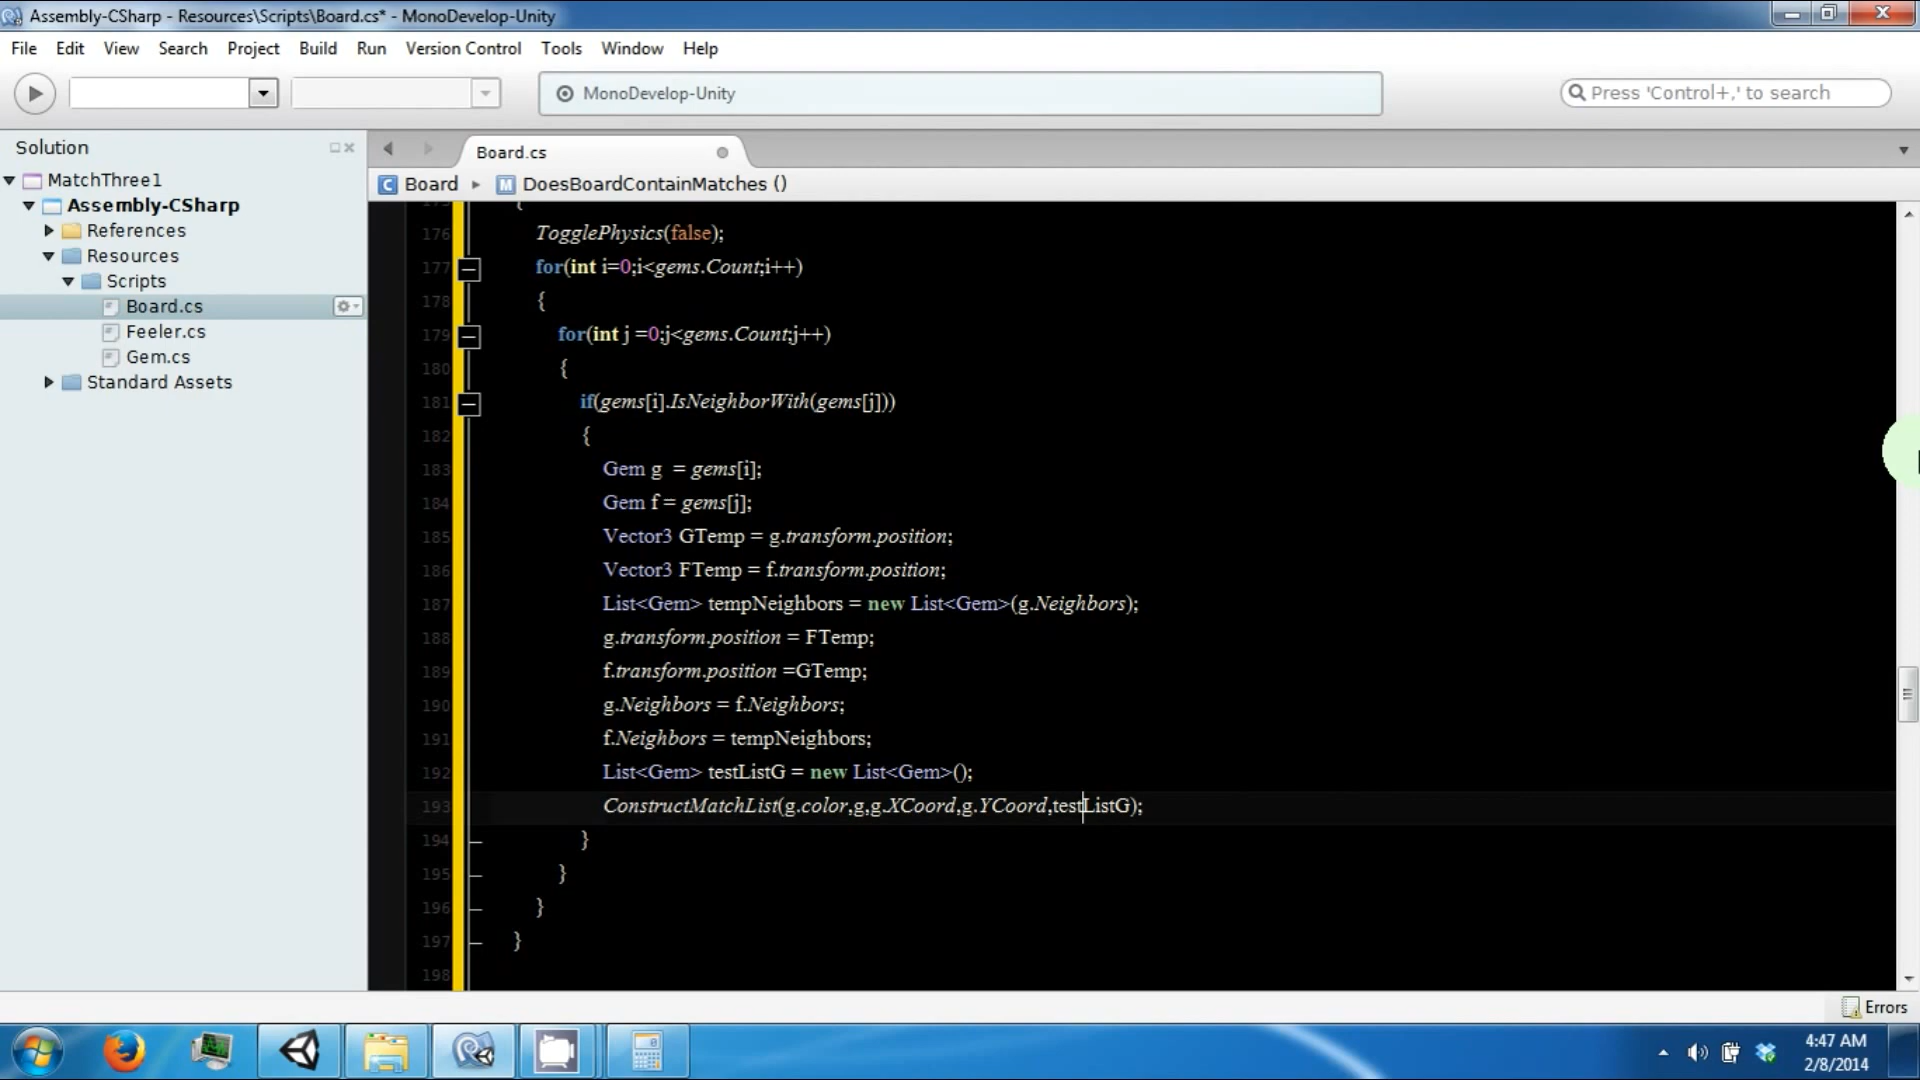 Assembly-CSharp - Resources\Scripts\Board.cs* - MonoDevelop-Unity
File Edit View Search Project Build Run Version Control Tools Window Help
MonoDevelop-Unity
Press 'Control+,' to search
Solution
MatchThree1
Assembly-CSharp
References
Resources
Scripts
Board.cs
Feeler.cs
Gem.cs
Standard Assets
Board.cs
Board DoesBoardContainMatches ()
{
176 TogglePhysics(false);
177 for(int i=0;i<gems.Count;i++)
178 {
179 for(int j =0;j<gems.Count;j++)
180 {
181 if(gems[i].IsNeighborWith(gems[j]))
182 {
183 Gem g  = gems[i];
184 Gem f = gems[j];
185 Vector3 GTemp = g.transform.position;
186 Vector3 FTemp = f.transform.position;
187 List<Gem> tempNeighbors = new List<Gem>(g.Neighbors);
188 g.transform.position = FTemp;
189 f.transform.position =GTemp;
190 g.Neighbors = f.Neighbors;
191 f.Neighbors = tempNeighbors;
192 List<Gem> testListG = new List<Gem>();
193 ConstructMatchList(g.color,g,g.XCoord,g.YCoord,testListG);
194 }
195 }
196 }
197 }
198
Errors
4:47 AM
2/8/2014